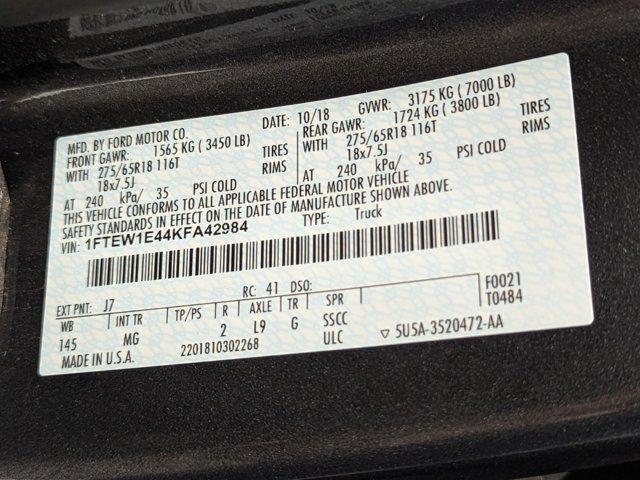 MFD. BY FORD MOTOR CO. DATE: 10/18 GVWR: 3175 KG ( 7000 LB)
FRONT GAWR: 1565 KG ( 3450 LB) REAR GAWR: 1724 KG ( 3800 LB)
WITH 275/65R18 116T TIRES WITH 275/65R18 116T TIRES
18x7.5J RIMS 18x7.5J RIMS
AT 240 kPa/ 35 PSI COLD AT 240 kPa/ 35 PSI COLD
THIS VEHICLE CONFORMS TO ALL APPLICABLE FEDERAL MOTOR VEHICLE
SAFETY STANDARDS IN EFFECT ON THE DATE OF MANUFACTURE SHOWN ABOVE.
VIN: 1FTEW1E44KFA42984 TYPE: Truck
EXT PNT: J7 RC: 41 DSO: F0021
WB INT TR TP/PS R AXLE TR SPR T0484
145 MG 2 L9 G SSCC
MADE IN U.S.A. 2201810302268 ULC ▽ 5U5A-3520472-AA